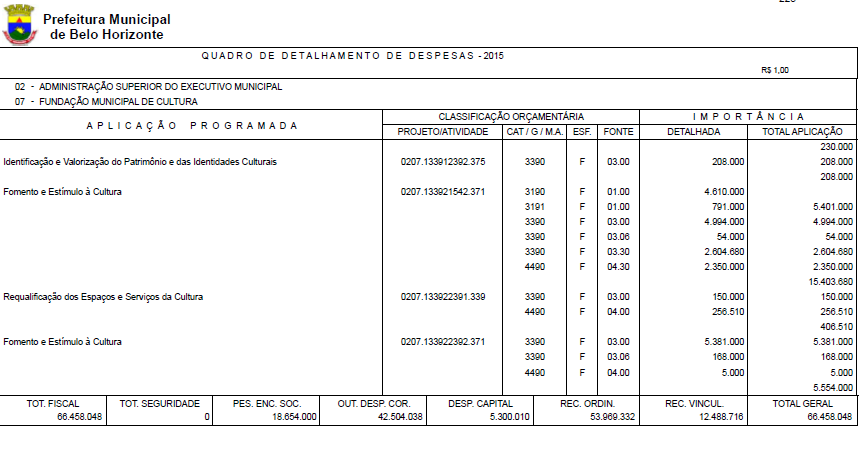 Prefeitura Municipal
de Belo Horizonte
QUADRO DE DETALHAMENTO DE DESPESAS - 2015
R$ 1,00
02 - ADMINISTRAÇÃO SUPERIOR DO EXECUTIVO MUNICIPAL
07 - FUNDAÇÃO MUNICIPAL DE CULTURA
APLICAÇÃO PROGRAMADA CLASSIFICAÇÃO ORÇAMENTÁRIA IMPORTÂNCIA
PROJETO/ATIVIDADE CAT / G / M.A. ESF. FONTE DETALHADA TOTAL APLICAÇÃO
230.000
Identificação e Valorização do Patrimônio e das Identidades Culturais 0207.133912392.375 3390 F 03.00 208.000 208.000
208.000
Fomento e Estímulo à Cultura 0207.133921542.371 3190 F 01.00 4.610.000
3191 F 01.00 791.000 5.401.000
3390 F 03.00 4.994.000 4.994.000
3390 F 03.06 54.000 54.000
3390 F 03.30 2.604.680 2.604.680
4490 F 04.30 2.350.000 2.350.000
15.403.680
Requalificação dos Espaços e Serviços da Cultura 0207.133922391.339 3390 F 03.00 150.000 150.000
4490 F 04.00 256.510 256.510
406.510
Fomento e Estímulo à Cultura 0207.133922392.371 3390 F 03.00 5.381.000 5.381.000
3390 F 03.06 168.000 168.000
4490 F 04.00 5.000 5.000
5.554.000
TOT. FISCAL TOT. SEGURIDADE PES. ENC. SOC. OUT. DESP. COR. DESP. CAPITAL REC. ORDIN. REC. VINCUL. TOTAL GERAL
66.458.048 0 18.654.000 42.504.038 5.300.010 53.969.332 12.488.716 66.458.048